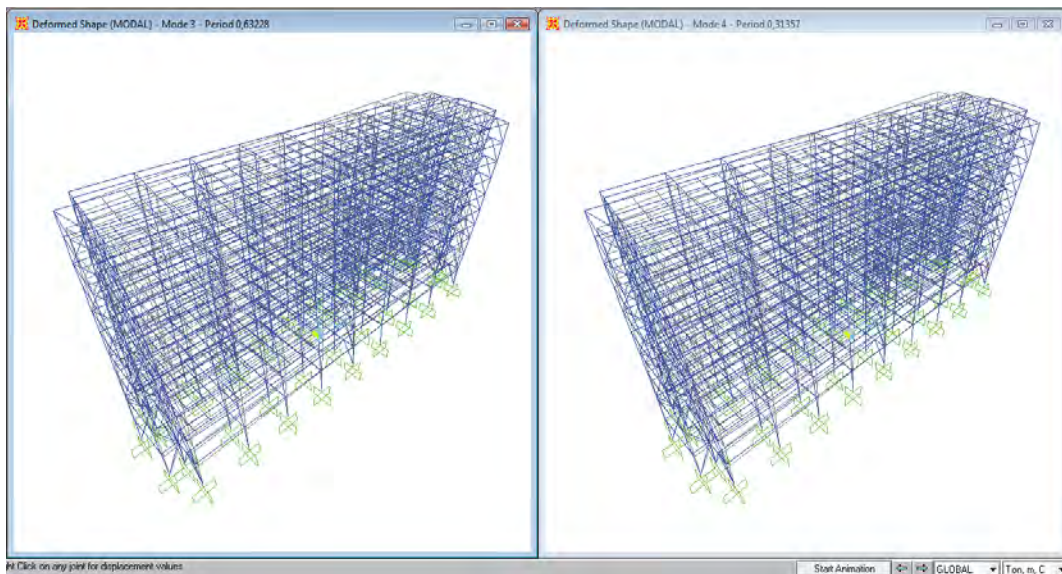 Deformed Shape (MODAL) - Mode 3 - Period 0,63228
Deformed Shape (MODAL) - Mode 4 - Period 0,31357
ht Click on any joint for displacement values
Start Animation
GLOBAL
Ton, m, C